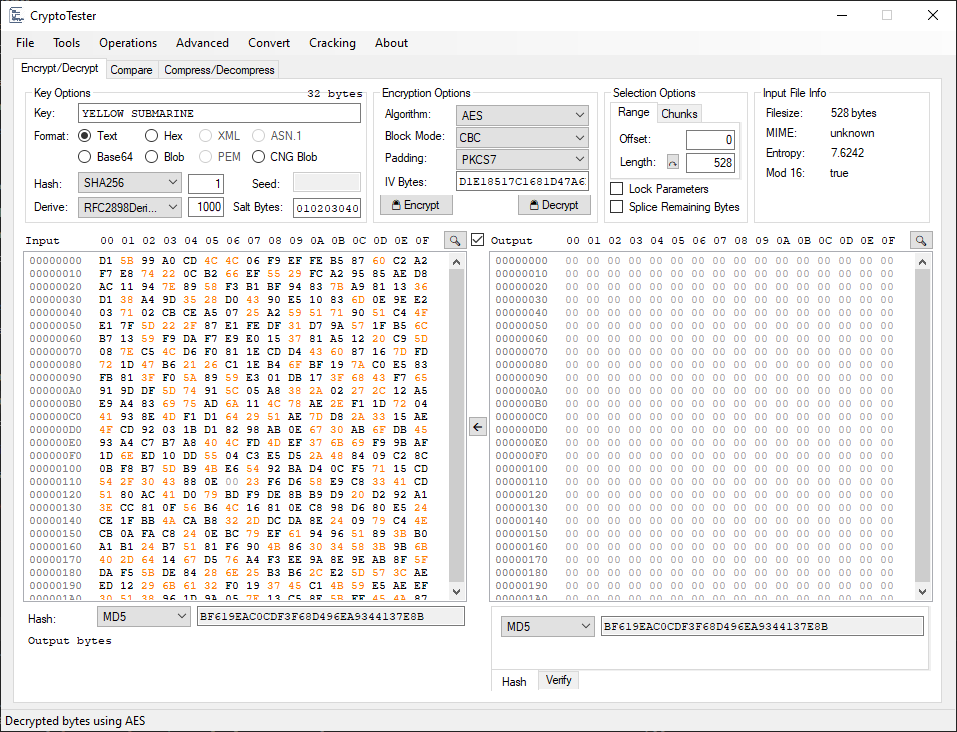 CryptoTester
File Tools Operations Advanced Convert Cracking About
Encrypt/Decrypt Compare Compress/Decompress
Key Options 32 bytes
Key: YELLOW SUBMARINE
Format: Text Hex XML ASN.1
Base64 Blob PEM CNG Blob
Hash: SHA256 1 Seed:
Derive: RFC2898Deri... 1000 Salt Bytes: 010203040
Encryption Options
Algorithm: AES
Block Mode: CBC
Padding: PKCS7
IV Bytes: D1E18517C1681D47A6
Encrypt Decrypt
Selection Options
Range Chunks
Offset: 0
Length: 528
Lock Parameters
Splice Remaining Bytes
Input File Info
Filesize: 528 bytes
MIME: unknown
Entropy: 7.6242
Mod 16: true
Input 00 01 02 03 04 05 06 07 08 09 0A 0B 0C 0D 0E 0F
00000000 D1 5B 99 A0 CD 4C 4C 06 F9 EF FE B5 87 60 C2 A2
00000010 F7 E8 74 22 0C B2 66 EF 55 29 FC A2 95 85 AE D8
00000020 AC 11 94 7E 89 58 F3 B1 BF 94 83 7B A9 81 13 36
00000030 D1 38 A4 9D 35 28 D0 43 90 E5 10 83 6D 0E 9E E2
00000040 03 71 02 CB CE A5 07 25 A2 59 51 71 90 51 C4 4F
00000050 E1 7F 5D 22 2F 87 E1 FE DF 31 D7 9A 57 1F B5 6C
00000060 B7 13 59 F9 DA F7 E9 E0 15 37 81 A5 12 20 C9 5D
00000070 08 7E C5 4C D6 F0 81 1E CD D4 43 60 87 16 7D FD
00000080 72 1D 47 B6 21 26 C1 1E B4 6F BF 19 7A C0 E5 83
00000090 FB 81 3F F0 5A 89 59 E3 01 DB 17 3F 68 43 F7 65
000000A0 91 9D DF 5D 74 91 5C 05 A8 38 2A 02 27 2C 12 A5
000000B0 E9 A4 83 69 75 AD 6A 11 4C 78 AE 2E F1 1D 72 04
000000C0 41 93 8E 4D F1 D1 64 29 51 AE 7D D8 2A 33 15 AE
000000D0 4F CD 92 03 1B D1 82 98 AB 0E 67 30 AB 6F DB 45
000000E0 93 A4 C7 B7 A8 40 4C FD 4D EF 37 6B 69 F9 9B AF
000000F0 1D 6E ED 10 DD 55 04 C3 E5 D5 2A 48 84 09 C2 8C
00000100 0B F8 B7 5D B9 4B E6 54 92 BA D4 0C F5 71 15 CD
00000110 54 2F 30 43 88 0E 00 23 F6 D6 58 E9 C8 33 41 CD
00000120 51 80 AC 41 D0 79 BD F9 DE 8B B9 D9 20 D2 92 A1
00000130 3E CC 81 0F 56 B6 4C 16 81 0E C8 98 D6 80 E5 24
00000140 CE 1F BB 4A CA B8 32 2D DC DA 8E 24 09 79 C4 4E
00000150 CB 0A FA C8 24 0E BC 79 EF 61 94 96 51 89 3B B0
00000160 A1 B1 24 B7 51 81 F6 90 4B 86 30 34 58 3B 9B 6B
00000170 40 2D 64 14 67 D5 76 A4 F3 EE 9A 8E 9E AB 8F 5F
00000180 DA F5 5B DE 84 28 6E 25 B3 B6 2C E2 5D 57 3C AE
00000190 ED 12 29 6B 61 32 F0 19 37 45 C1 4B 59 E5 AE EF
000001A0 30 51 38 96 1D 9A 05 7E 13 C5 8E 5B EE 45 4A 87
Output 00 01 02 03 04 05 06 07 08 09 0A 0B 0C 0D 0E 0F
00000000 00 00 00 00 00 00 00 00 00 00 00 00 00 00 00 00
00000010 00 00 00 00 00 00 00 00 00 00 00 00 00 00 00 00
00000020 00 00 00 00 00 00 00 00 00 00 00 00 00 00 00 00
00000030 00 00 00 00 00 00 00 00 00 00 00 00 00 00 00 00
00000040 00 00 00 00 00 00 00 00 00 00 00 00 00 00 00 00
00000050 00 00 00 00 00 00 00 00 00 00 00 00 00 00 00 00
00000060 00 00 00 00 00 00 00 00 00 00 00 00 00 00 00 00
00000070 00 00 00 00 00 00 00 00 00 00 00 00 00 00 00 00
00000080 00 00 00 00 00 00 00 00 00 00 00 00 00 00 00 00
00000090 00 00 00 00 00 00 00 00 00 00 00 00 00 00 00 00
000000A0 00 00 00 00 00 00 00 00 00 00 00 00 00 00 00 00
000000B0 00 00 00 00 00 00 00 00 00 00 00 00 00 00 00 00
000000C0 00 00 00 00 00 00 00 00 00 00 00 00 00 00 00 00
000000D0 00 00 00 00 00 00 00 00 00 00 00 00 00 00 00 00
000000E0 00 00 00 00 00 00 00 00 00 00 00 00 00 00 00 00
000000F0 00 00 00 00 00 00 00 00 00 00 00 00 00 00 00 00
00000100 00 00 00 00 00 00 00 00 00 00 00 00 00 00 00 00
00000110 00 00 00 00 00 00 00 00 00 00 00 00 00 00 00 00
00000120 00 00 00 00 00 00 00 00 00 00 00 00 00 00 00 00
00000130 00 00 00 00 00 00 00 00 00 00 00 00 00 00 00 00
00000140 00 00 00 00 00 00 00 00 00 00 00 00 00 00 00 00
00000150 00 00 00 00 00 00 00 00 00 00 00 00 00 00 00 00
00000160 00 00 00 00 00 00 00 00 00 00 00 00 00 00 00 00
00000170 00 00 00 00 00 00 00 00 00 00 00 00 00 00 00 00
00000180 00 00 00 00 00 00 00 00 00 00 00 00 00 00 00 00
00000190 00 00 00 00 00 00 00 00 00 00 00 00 00 00 00 00
000001A0 00 00 00 00 00 00 00 00 00 00 00 00 00 00 00 00
Hash: MD5 BF619EAC0CDF3F68D496EA9344137E8B
Output bytes
MD5 BF619EAC0CDF3F68D496EA9344137E8B
Hash Verify
Decrypted bytes using AES